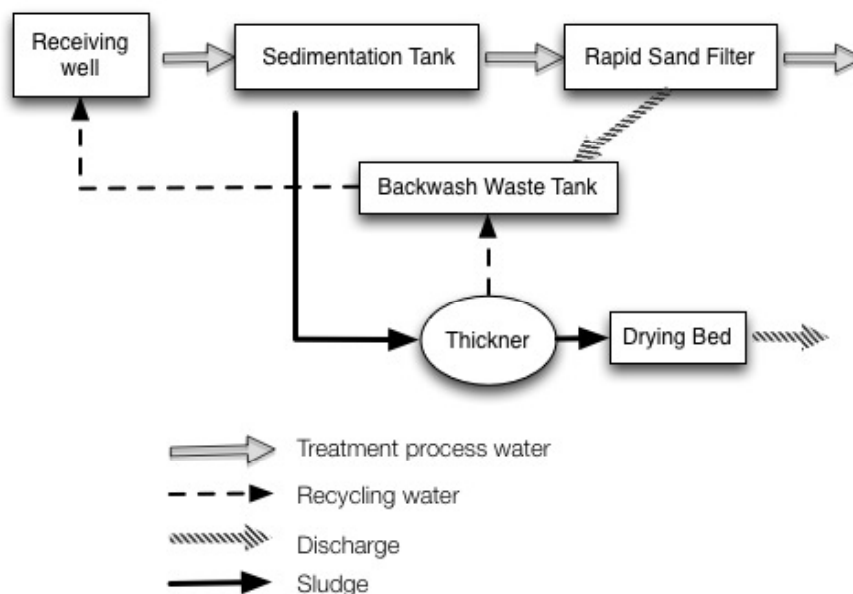 Receiving
well
Sedimentation Tank
Rapid Sand Filter
Backwash Waste Tank
Thickner
Drying Bed
Treatment process water
Recycling water
Discharge
Sludge